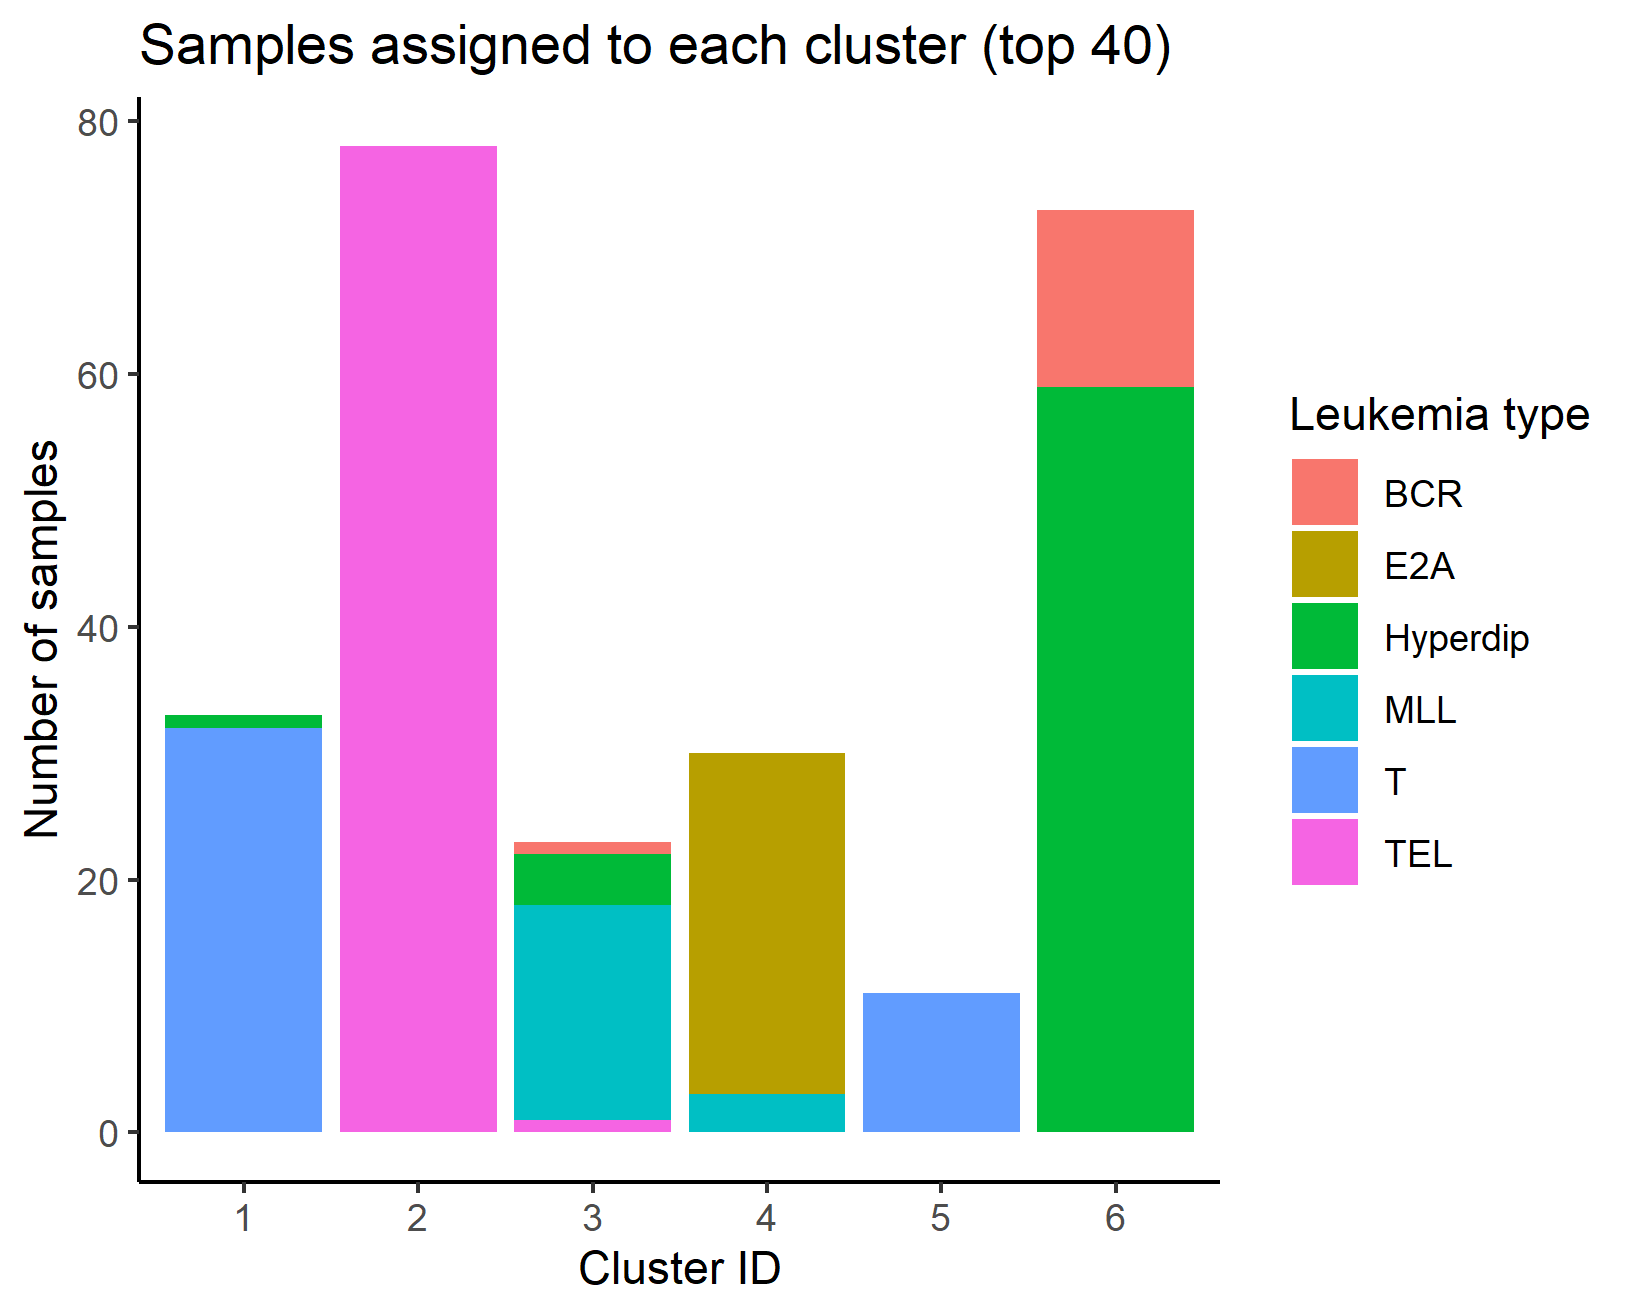 Samples assigned to each cluster (top 40)
Number of samples
80
60
40
20
0
1 2 3 4 5 6
Cluster ID
Leukemia type
BCR
E2A
Hyperdip
MLL
T
TEL